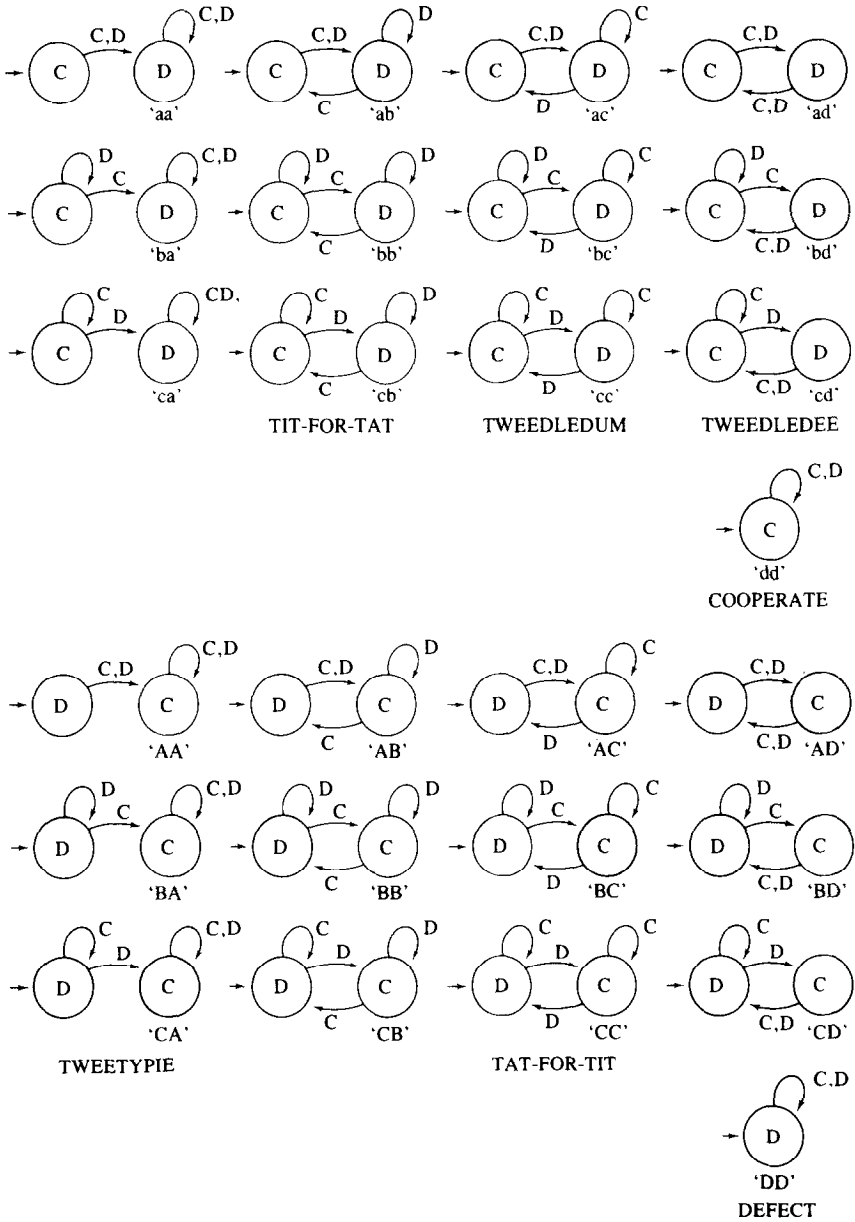 C,D C,D C,D D C,D C C,D
C D C D C D C D
C D C,D
'aa' 'ab' 'ac' 'ad'
D C,D D D D C D
C C C C
C D C D C D C D
C D C,D
'ba' 'bb' 'bc' 'bd'
C CD, C D C C C
D D D D
C D C D C D C D
C D C,D
'ca' 'cb' 'cc' 'cd'
TIT-FOR-TAT TWEEDLEDUM TWEEDLEDEE
C,D
C
'dd'
COOPERATE
C,D C,D C,D D C,D C C,D
D C D C D C D C
C D C,D
'AA' 'AB' 'AC' 'AD'
D C,D D D D C D
C C C C
D C D C D C D C
C D C,D
'BA' 'BB' 'BC' 'BD'
C C,D C D C C C
D D D D
D C D C D C D C
C D C,D
'CA' 'CB' 'CC' 'CD'
TWEETYPIE TAT-FOR-TIT
C,D
D
'DD'
DEFECT